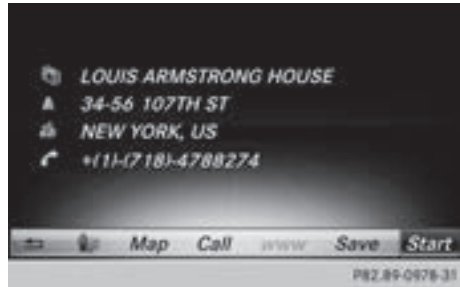 LOUIS ARMSTRONG HOUSE
34-56 107TH ST
NEW YORK, US
+(1)-(718)-4788274
Map Call www Save Start
P82.89-0978-31